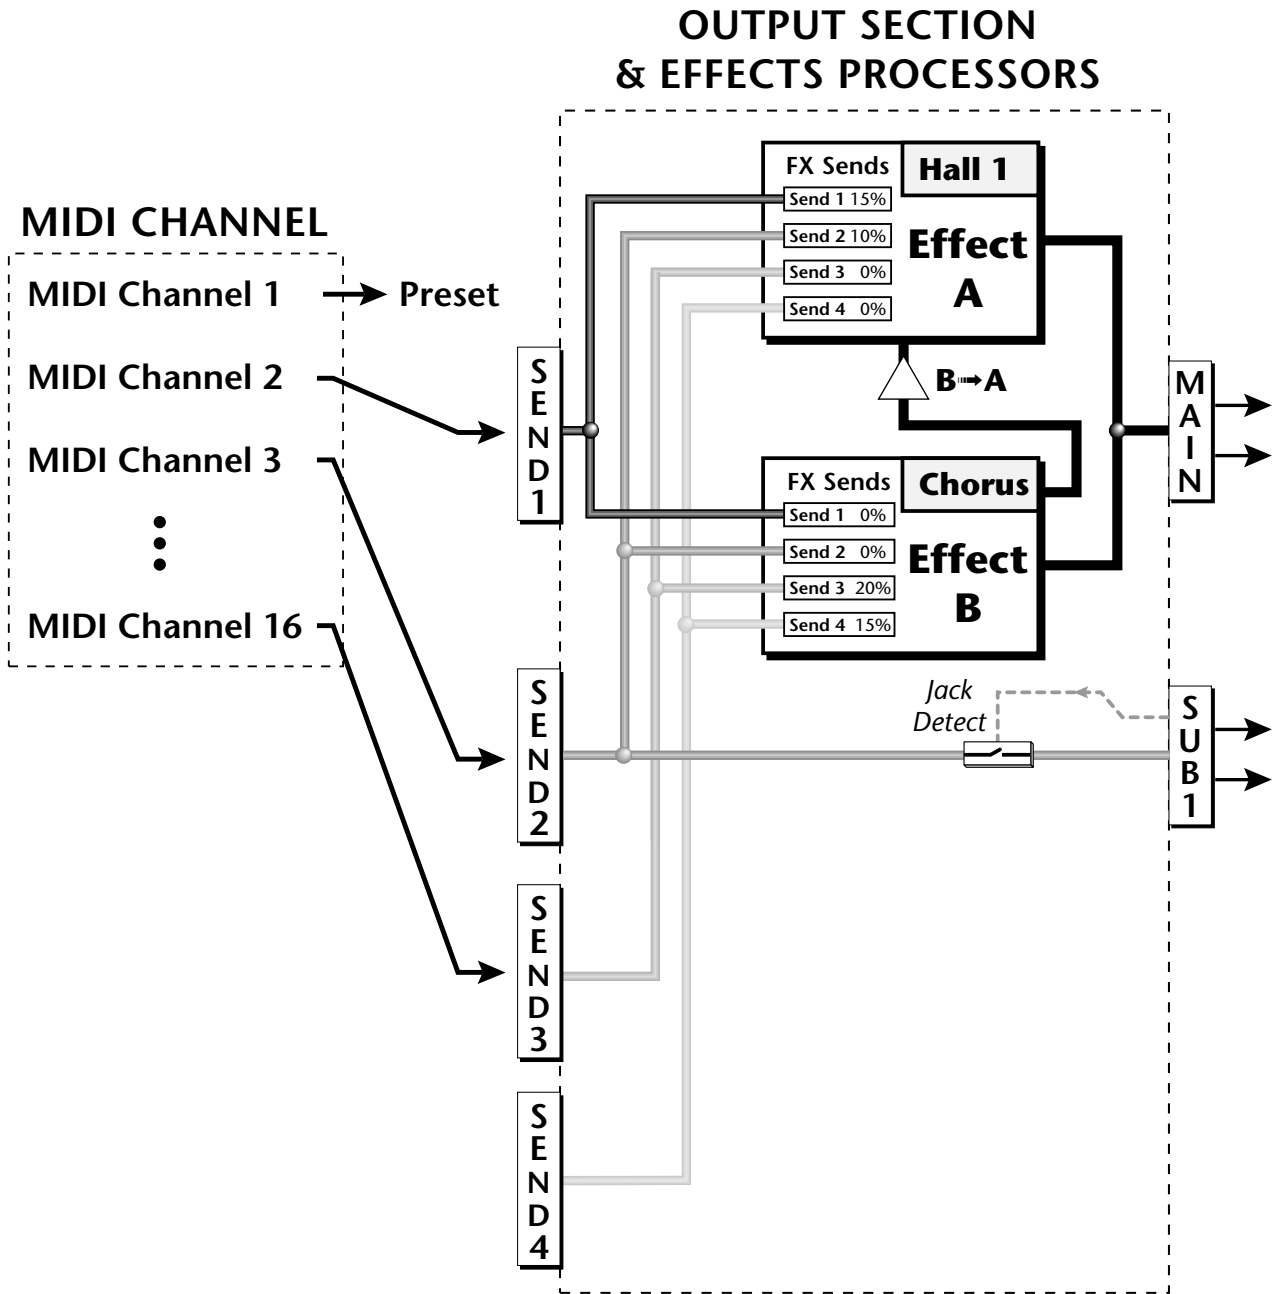 OUTPUT SECTION
& EFFECTS PROCESSORS
MIDI CHANNEL
MIDI Channel 1
Preset
MIDI Channel 2
MIDI Channel 3
MIDI Channel 16
SEND1
SEND2
SEND3
SEND4
FX Sends
Hall 1
Send 1 15%
Send 2 10%
Send 3 0%
Send 4 0%
Effect
A
B A
FX Sends
Chorus
Send 1 0%
Send 2 0%
Send 3 20%
Send 4 15%
Effect
B
Jack
Detect
MAIN
SUB1